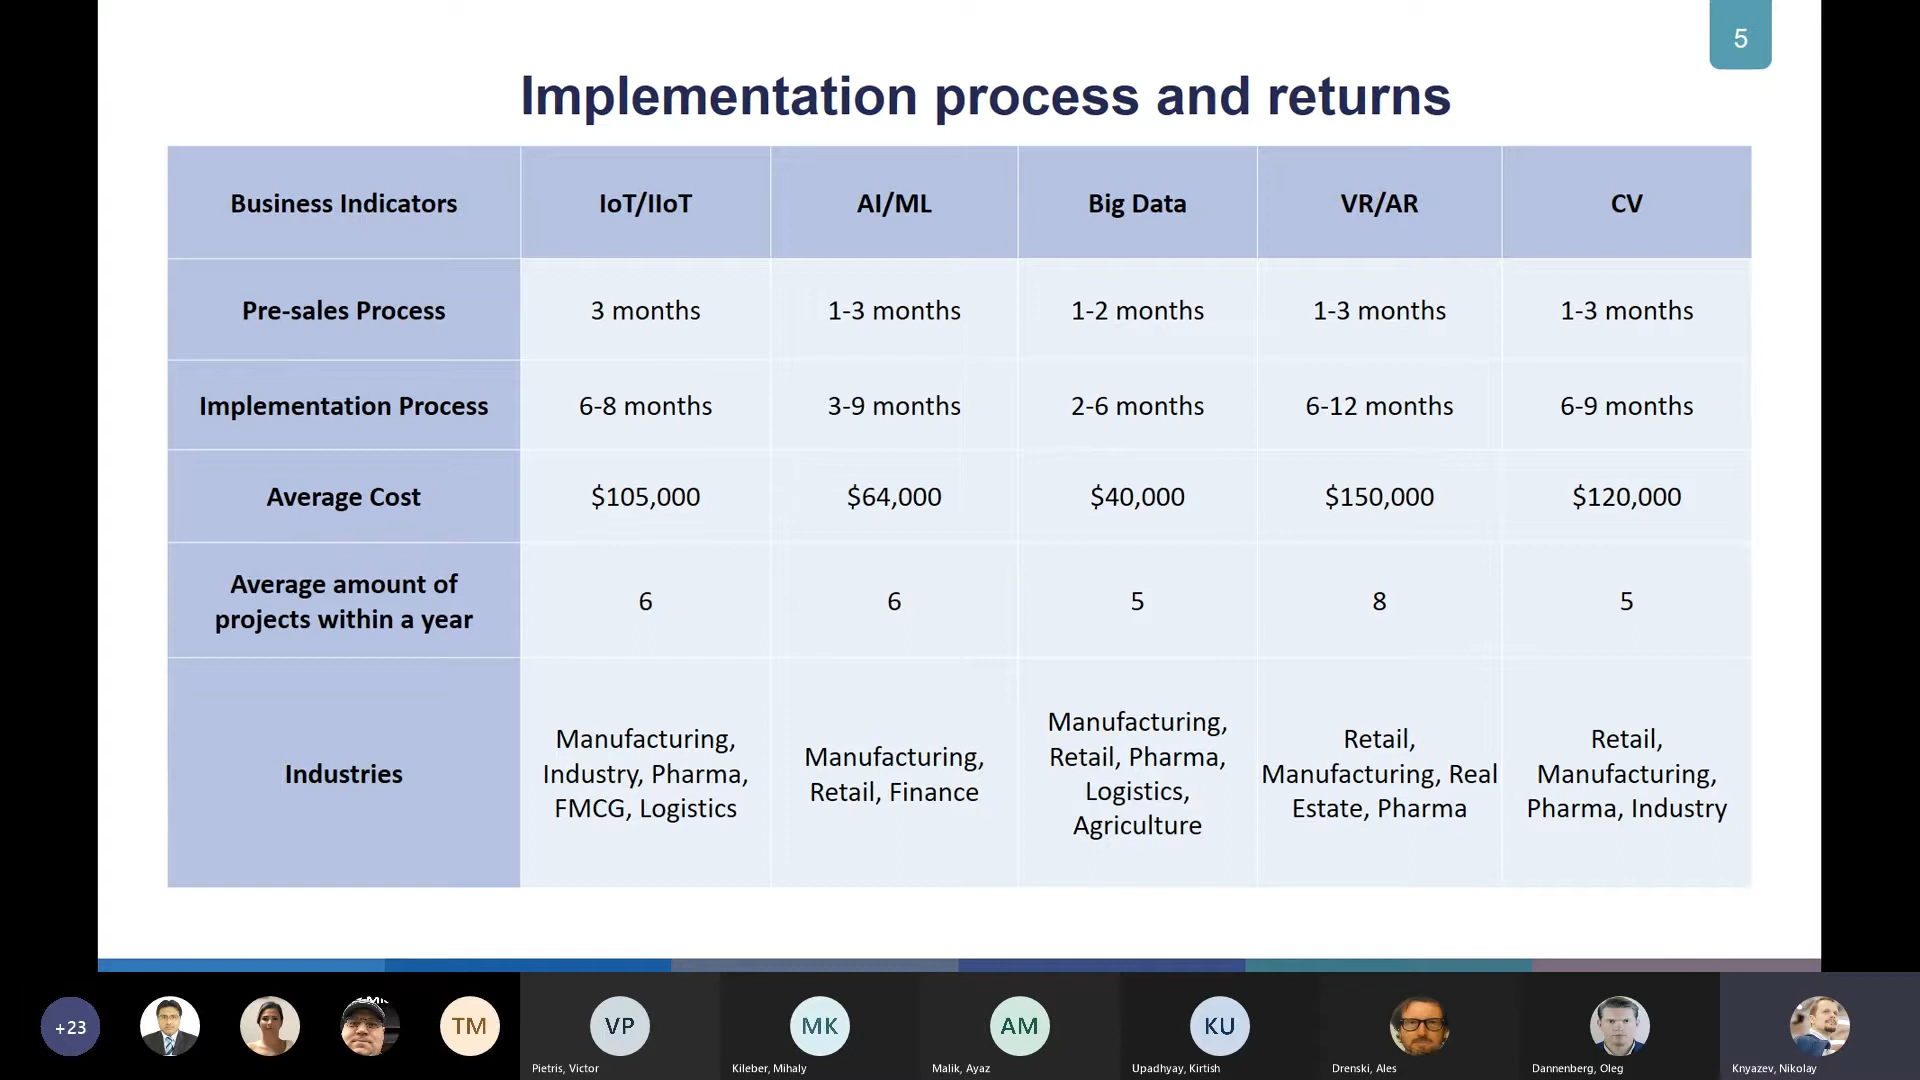 5
Implementation process and returns
Business Indicators IoT/IIoT AI/ML Big Data VR/AR CV
Pre-sales Process 3 months 1-3 months 1-2 months 1-3 months 1-3 months
Implementation Process 6-8 months 3-9 months 2-6 months 6-12 months 6-9 months
Average Cost $105,000 $64,000 $40,000 $150,000 $120,000
Average amount of
projects within a year
6 6 5 8 5
Industries
Manufacturing,
Industry, Pharma,
FMCG, Logistics
Manufacturing,
Retail, Finance
Manufacturing,
Retail, Pharma,
Logistics,
Agriculture
Retail,
Manufacturing, Real
Estate, Pharma
Retail,
Manufacturing,
Pharma, Industry
+23
TM
VP
Pietris, Victor
MK
Kileber, Mihaly
AM
Malik, Ayaz
KU
Upadhyay, Kirtish
Drenski, Ales
Dannenberg, Oleg
Knyazev, Nikolay